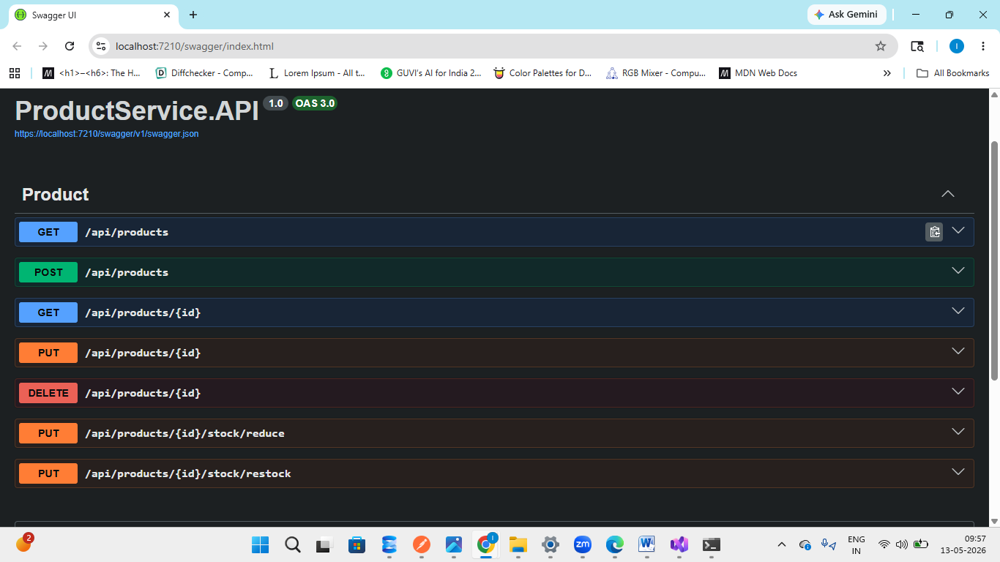 Swagger UI
Ask Gemini
localhost:7210/swagger/index.html
I
<h1>–<h6>: The H...
Diffchecker - Comp...
Lorem Ipsum - All t...
GUVI's AI for India 2...
Color Palettes for D...
RGB Mixer - Compu...
MDN Web Docs
»
All Bookmarks
ProductService.API 1.0 OAS 3.0
https://localhost:7210/swagger/v1/swagger.json
Product
GET /api/products
POST /api/products
GET /api/products/{id}
PUT /api/products/{id}
DELETE /api/products/{id}
PUT /api/products/{id}/stock/reduce
PUT /api/products/{id}/stock/restock
2
I
zm
W
ENG
IN
09:57
13-05-2026